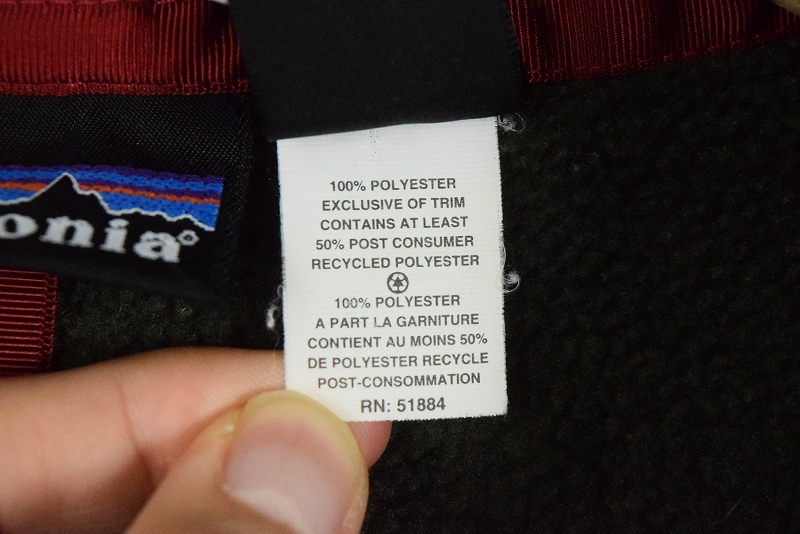 onia®
100% POLYESTER
EXCLUSIVE OF TRIM
CONTAINS AT LEAST
50% POST CONSUMER
RECYCLED POLYESTER
100% POLYESTER
A PART LA GARNITURE
CONTIENT AU MOINS 50%
DE POLYESTER RECYCLE
POST-CONSOMMATION
RN: 51884